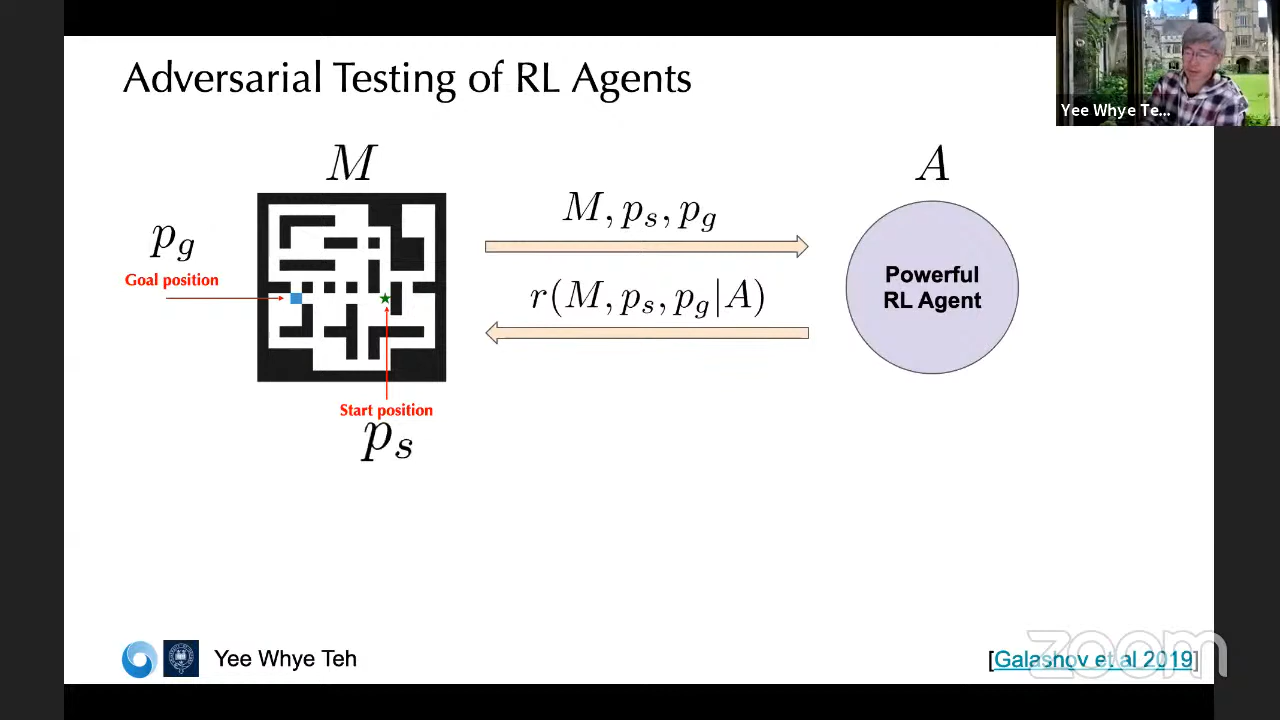 Adversarial Testing of RL Agents
Yee Whye Te...
M
A
M, p_s, p_g
p_g
Goal position
r(M, p_s, p_g|A)
Powerful
RL Agent
Start position
p_s
Yee Whye Teh
[Galashov et al 2019]
zoom